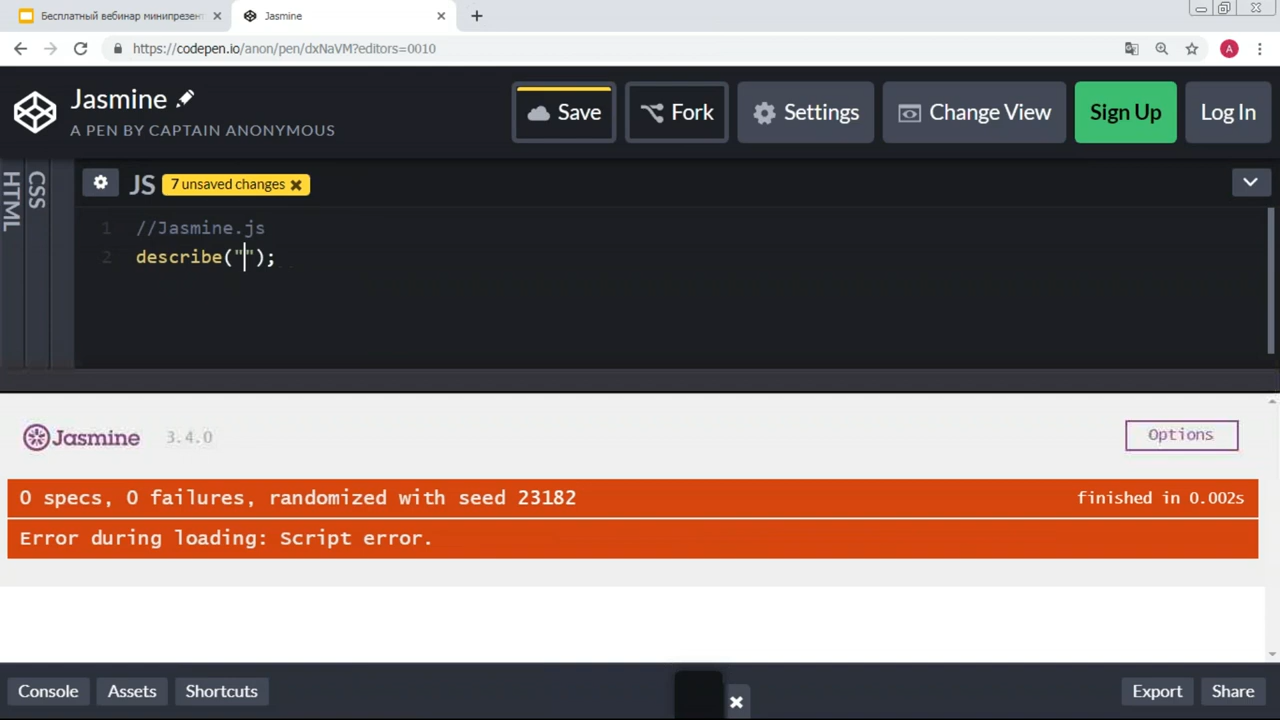 Бесплатный вебинар минипрезент
Jasmine
https://codepen.io/anon/pen/dxNaVM?editors=0010
A
Jasmine
A PEN BY CAPTAIN ANONYMOUS
Save
Fork
Settings
Change View
Sign Up
Log In
HTML
CSS
JS
7 unsaved changes
1 //Jasmine.js
2 describe("");
Jasmine 3.4.0
Options
0 specs, 0 failures, randomized with seed 23182
finished in 0.002s
Error during loading: Script error.
Console
Assets
Shortcuts
Export
Share